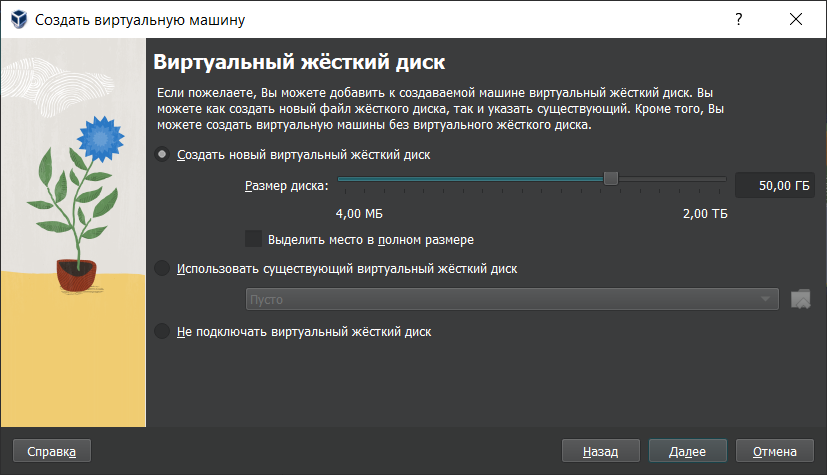 Создать виртуальную машину
?
Виртуальный жёсткий диск
Если пожелаете, Вы можете добавить к создаваемой машине виртуальный жёсткий диск. Вы
можете как создать новый файл жёсткого диска, так и указать существующий. Кроме того, Вы
можете создать виртуальную машины без виртуального жёсткого диска.
Создать новый виртуальный жёсткий диск
Размер диска:
50,00 ГБ
4,00 МБ
2,00 ТБ
Выделить место в полном размере
Использовать существующий виртуальный жёсткий диск
Пусто
Не подключать виртуальный жёсткий диск
Справка
Назад
Далее
Отмена